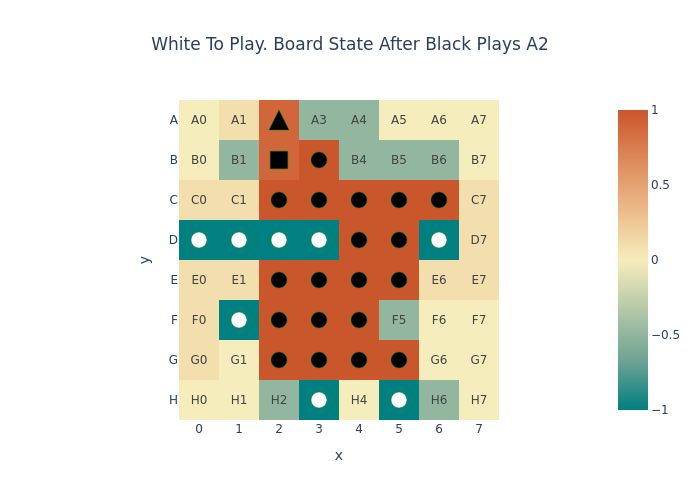 White To Play. Board State After Black Plays A2
A A0 A1 A3 A4 A5 A6 A7
B B0 B1 B4 B5 B6 B7
C C0 C1 C7
D D7
E E0 E1 E6 E7
F F0 F5 F6 F7
G G0 G1 G6 G7
H H0 H1 H2 H4 H6 H7
0 1 2 3 4 5 6 7
x
y
1
0.5
0
−0.5
−1